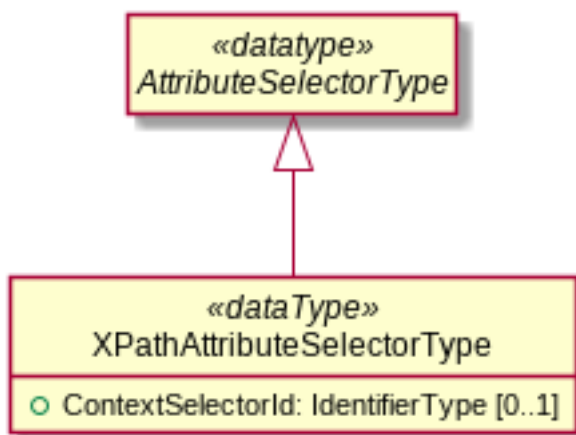 «datatype»
AttributeSelectorType
«dataType»
XPathAttributeSelectorType
ContextSelectorId: IdentifierType [0..1]